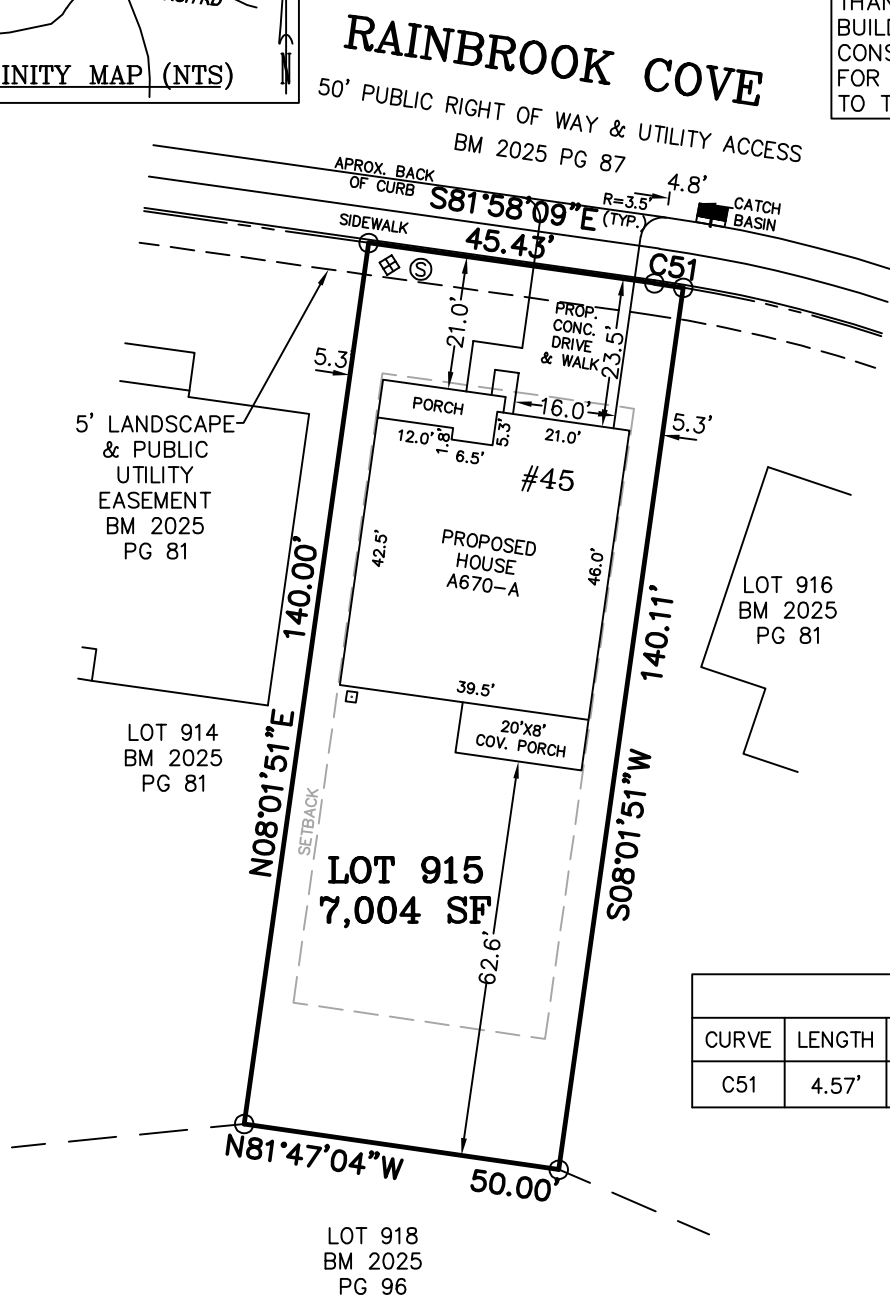 INITY MAP (NTS)
N
THAN
BUILD
CONS
FOR
TO T
RAINBROOK COVE
50' PUBLIC RIGHT OF WAY & UTILITY ACCESS
BM 2025 PG 87
APROX. BACK
OF CURB
S81°58'09"E
45.43'
R=3.5'
(TYP.)
4.8'
CATCH
BASIN
SIDEWALK
C51
S
21.0'
PROP.
CONC.
DRIVE
& WALK
23.5'
5.3'
5.3'
5' LANDSCAPE
& PUBLIC
UTILITY
EASEMENT
BM 2025
PG 81
PORCH
16.0'
12.0'
1.8'
6.5'
5.3'
21.0'
#45
42.5'
PROPOSED
HOUSE
A670-A
46.0'
140.00'
140.11'
LOT 916
BM 2025
PG 81
39.5'
20'X8'
COV. PORCH
LOT 914
BM 2025
PG 81
N08°01'51"E
S08°01'51"W
SETBACK
LOT 915
7,004 SF
62.6'
CURVE LENGTH
C51 4.57'
N81°47'04"W
50.00'
LOT 918
BM 2025
PG 96